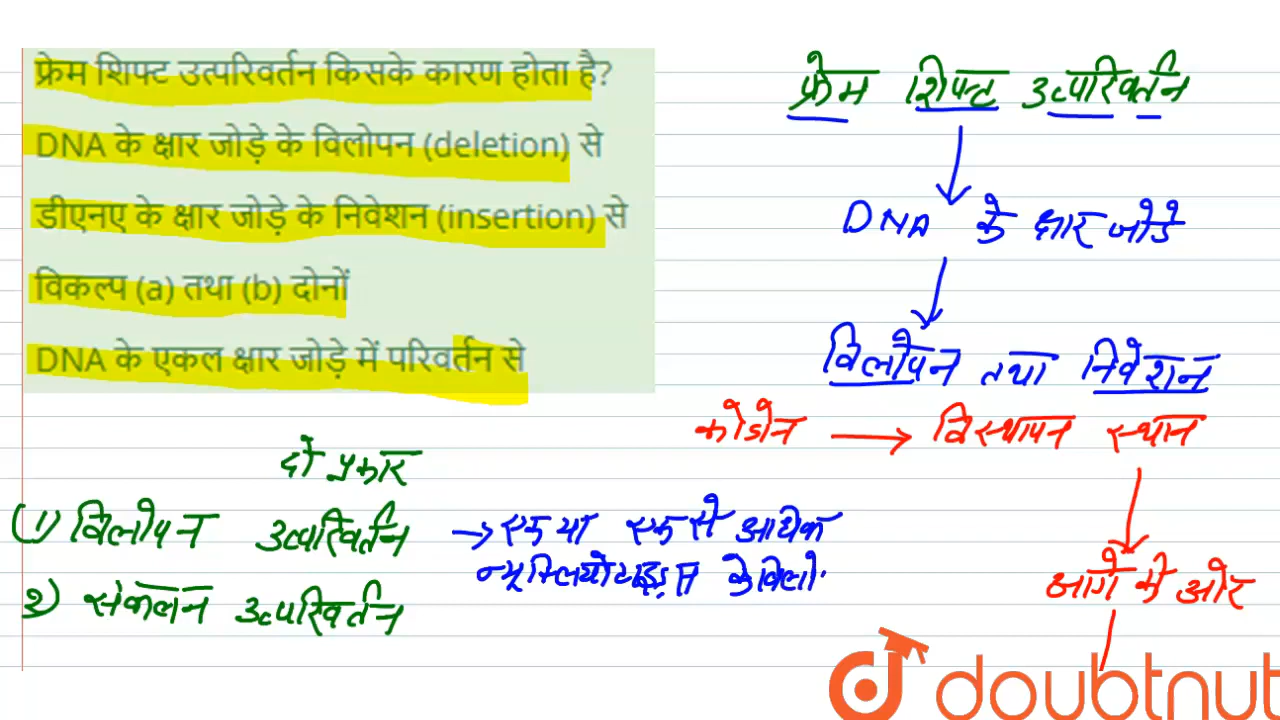 फ्रेम शिफ्ट उत्परिवर्तन किसके कारण होता है?
DNA के क्षार जोड़े के विलोपन (deletion) से
डीएनए के क्षार जोड़े के निवेशन (insertion) से
विकल्प (a) तथा (b) दोनों
DNA के एकल क्षार जोड़े में परिवर्तन से
फ्रेम शिफ्ट उत्परिवर्तन
DNA के क्षार जोडे
विलोपन तथा निवेशन
कोडोन → विस्थापन स्थान
आगे की ओर
दो प्रकार
(1) विलोपन उत्परिवर्तन → एक या एक से अधिक
न्यूक्लियोटाइड्स के विलो
2) संकलन उत्परिवर्तन
doubtnut